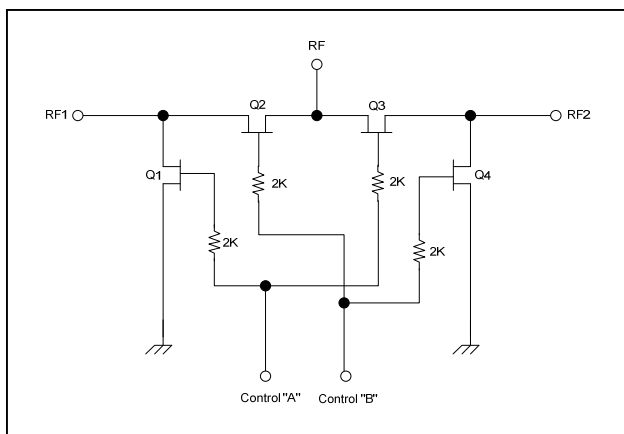 RF
RF1
Q2
Q3
RF2
Q1
2K
2K
Q4
2K
2K
Control "A"
Control "B"